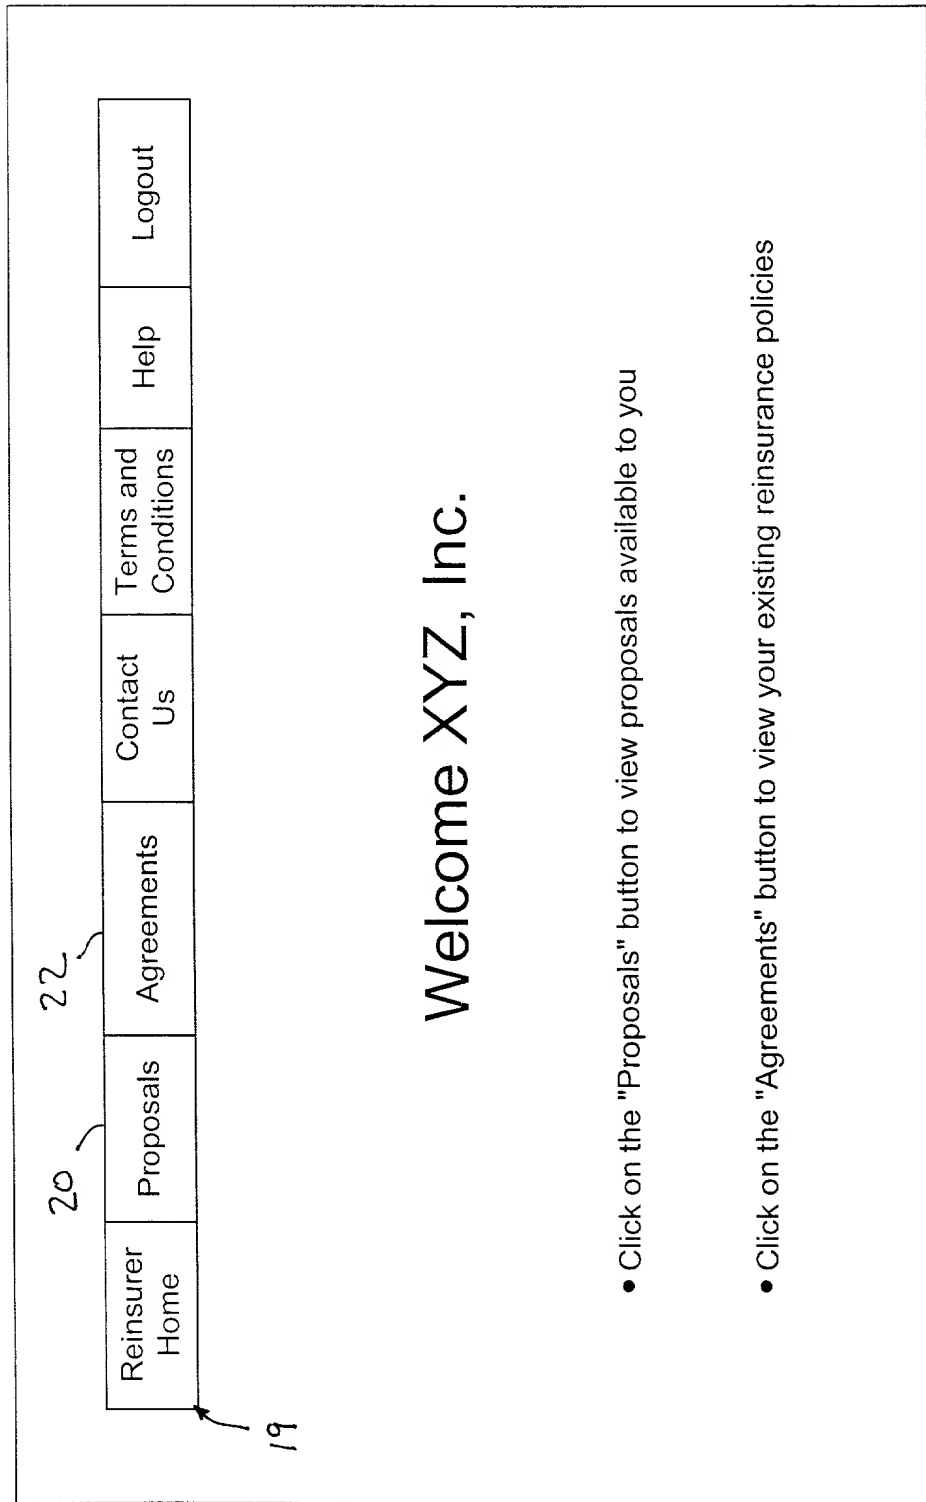 20
22
Reinsurer
Home
Proposals
Agreements
Contact
Us
Terms and
Conditions
Help
Logout
19
Welcome XYZ, Inc.
• Click on the "Proposals" button to view proposals available to you
• Click on the "Agreements" button to view your existing reinsurance policies